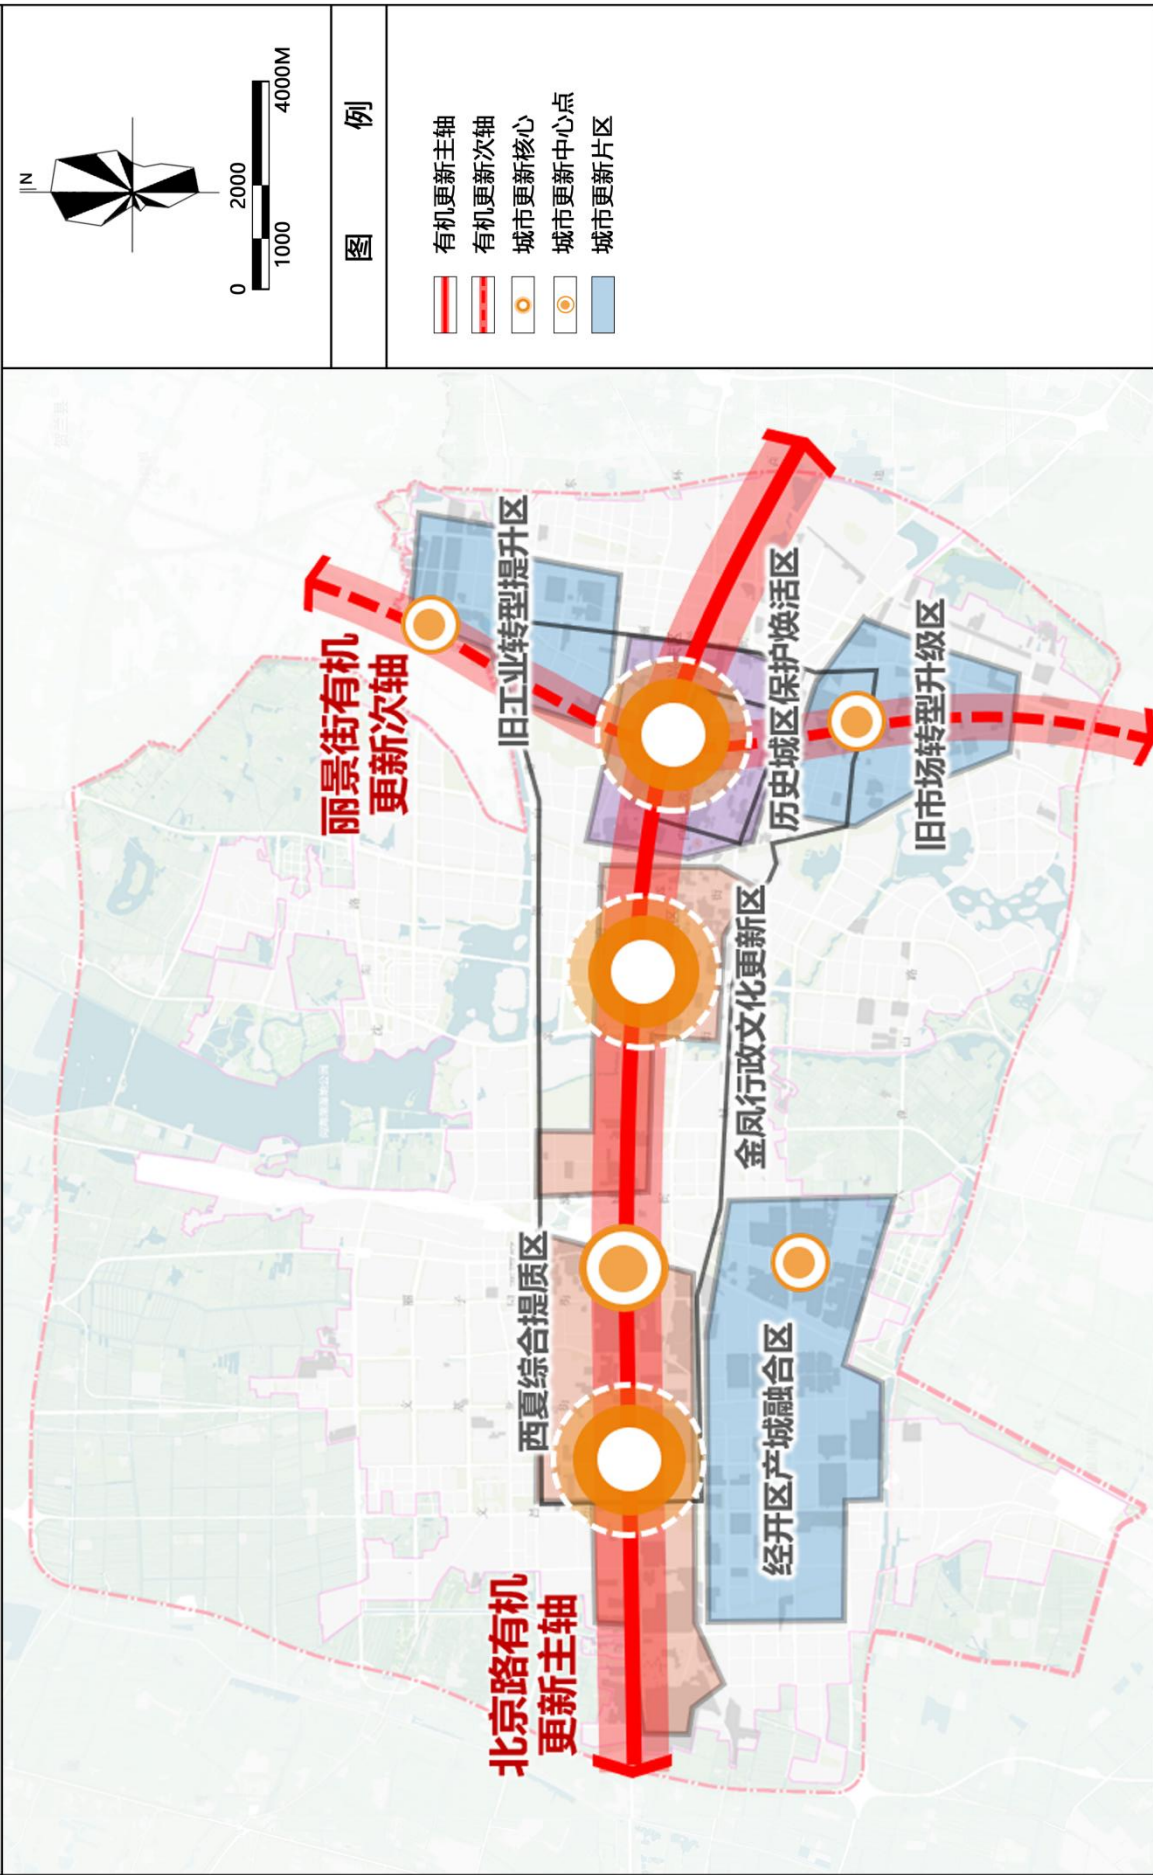 N
0
1000
2000
4000M
图 例
有机更新主轴
有机更新次轴
城市更新核心
城市更新中心点
城市更新片区
丽景街有机
更新次轴
旧工业转型提升区
历史城区保护焕活区
旧市场转型升级区
金凤行政文化更新区
西夏综合提质区
经开区产城融合区
北京路有机
更新主轴